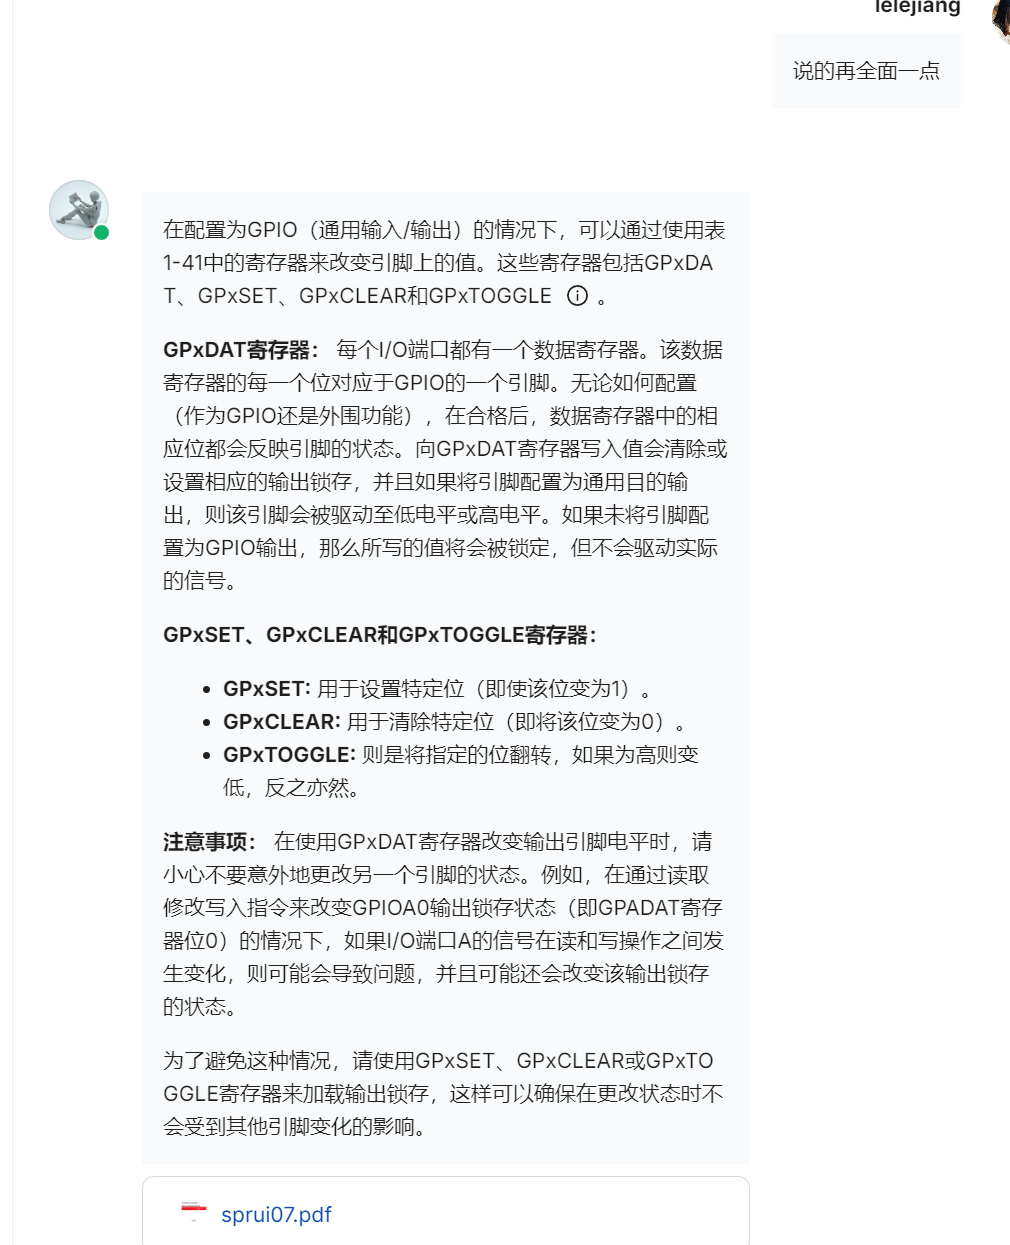 lelejiang
说的再全面一点
在配置为GPIO（通用输入/输出）的情况下，可以通过使用表
1-41中的寄存器来改变引脚上的值。这些寄存器包括GPxDA
T、GPxSET、GPxCLEAR和GPxTOGGLE 。
GPxDAT寄存器： 每个I/O端口都有一个数据寄存器。该数据
寄存器的每一个位对应于GPIO的一个引脚。无论如何配置
（作为GPIO还是外围功能），在合格后，数据寄存器中的相
应位都会反映引脚的状态。向GPxDAT寄存器写入值会清除或
设置相应的输出锁存，并且如果将引脚配置为通用目的输
出，则该引脚会被驱动至低电平或高电平。如果未将引脚配
置为GPIO输出，那么所写的值将会被锁定，但不会驱动实际
的信号。
GPxSET、GPxCLEAR和GPxTOGGLE寄存器：
• GPxSET: 用于设置特定位（即使该位变为1）。
• GPxCLEAR: 用于清除特定位（即将该位变为0）。
• GPxTOGGLE: 则是将指定的位翻转，如果为高则变
低，反之亦然。
注意事项： 在使用GPxDAT寄存器改变输出引脚电平时，请
小心不要意外地更改另一个引脚的状态。例如，在通过读取
修改写入指令来改变GPIOA0输出锁存状态（即GPADAT寄存
器位0）的情况下，如果I/O端口A的信号在读和写操作之间发
生变化，则可能会导致问题，并且可能还会改变该输出锁存
的状态。
为了避免这种情况，请使用GPxSET、GPxCLEAR或GPxTO
GGLE寄存器来加载输出锁存，这样可以确保在更改状态时不
会受到其他引脚变化的影响。
sprui07.pdf